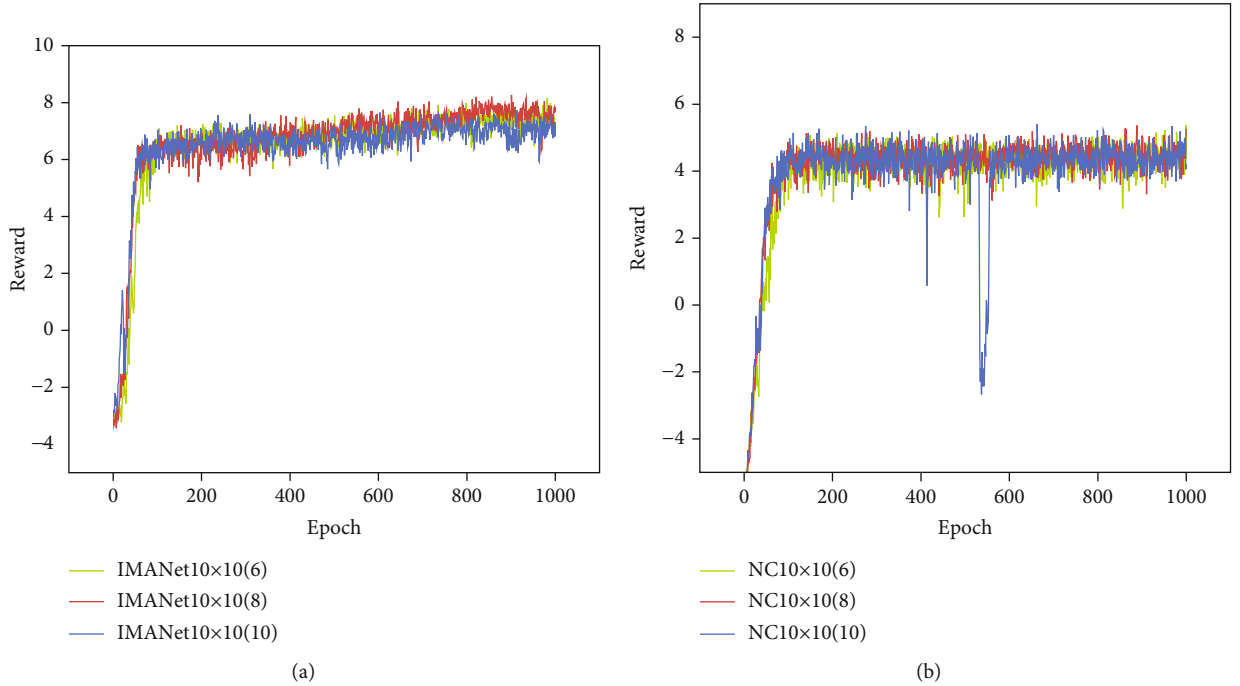 10
8
6
4
2
0
−2
−4
Reward
0
200
400
600
800
1000
Epoch
IMANet10×10(6)
IMANet10×10(8)
IMANet10×10(10)
(a)
8
6
4
2
0
−2
−4
Reward
0
200
400
600
800
1000
Epoch
NC10×10(6)
NC10×10(8)
NC10×10(10)
(b)